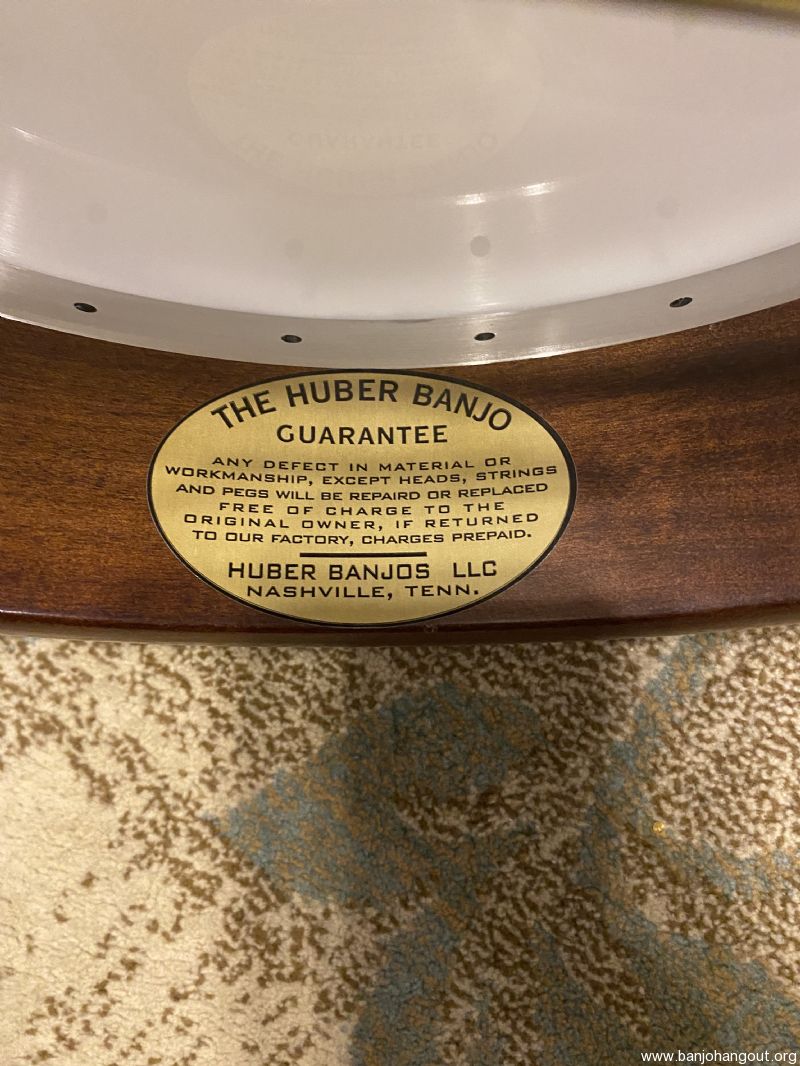 THE HUBER BANJO
GUARANTEE
ANY DEFECT IN MATERIAL OR
WORKMANSHIP, EXCEPT HEADS, STRINGS
AND PEGS WILL BE REPAIRD OR REPLACED
FREE OF CHARGE TO THE
ORIGINAL OWNER, IF RETURNED
TO OUR FACTORY, CHARGES PREPAID.
HUBER BANJOS LLC
NASHVILLE, TENN.
www.banjohangout.org